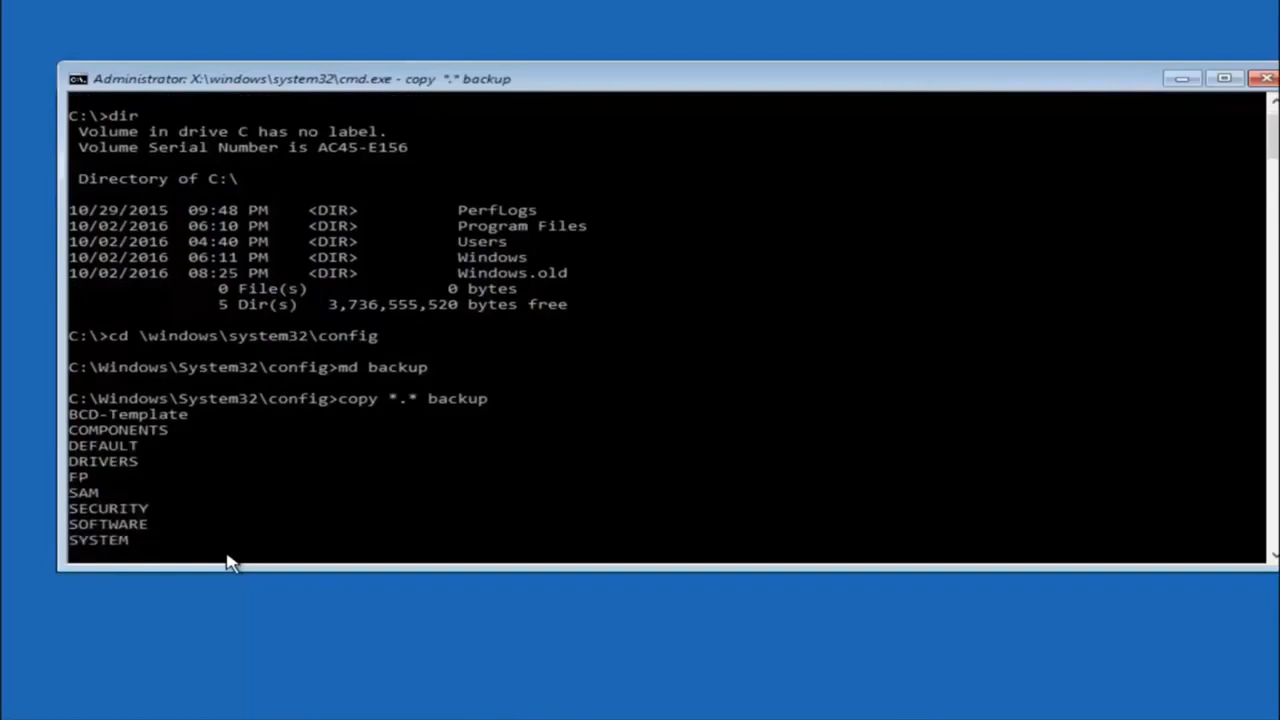 Administrator: X:\windows\system32\cmd.exe - copy *.* backup
C:\>dir
Volume in drive C has no label.
Volume Serial Number is AC45-E156
Directory of C:\
10/29/2015 09:48 PM <DIR> PerfLogs
10/02/2016 06:10 PM <DIR> Program Files
10/02/2016 04:40 PM <DIR> Users
10/02/2016 06:11 PM <DIR> Windows
10/02/2016 08:25 PM <DIR> Windows.old
0 File(s) 0 bytes
5 Dir(s) 3,736,555,520 bytes free
C:\>cd \windows\system32\config
C:\Windows\System32\config>md backup
C:\Windows\System32\config>copy *.* backup
BCD-Template
COMPONENTS
DEFAULT
DRIVERS
FP
SAM
SECURITY
SOFTWARE
SYSTEM